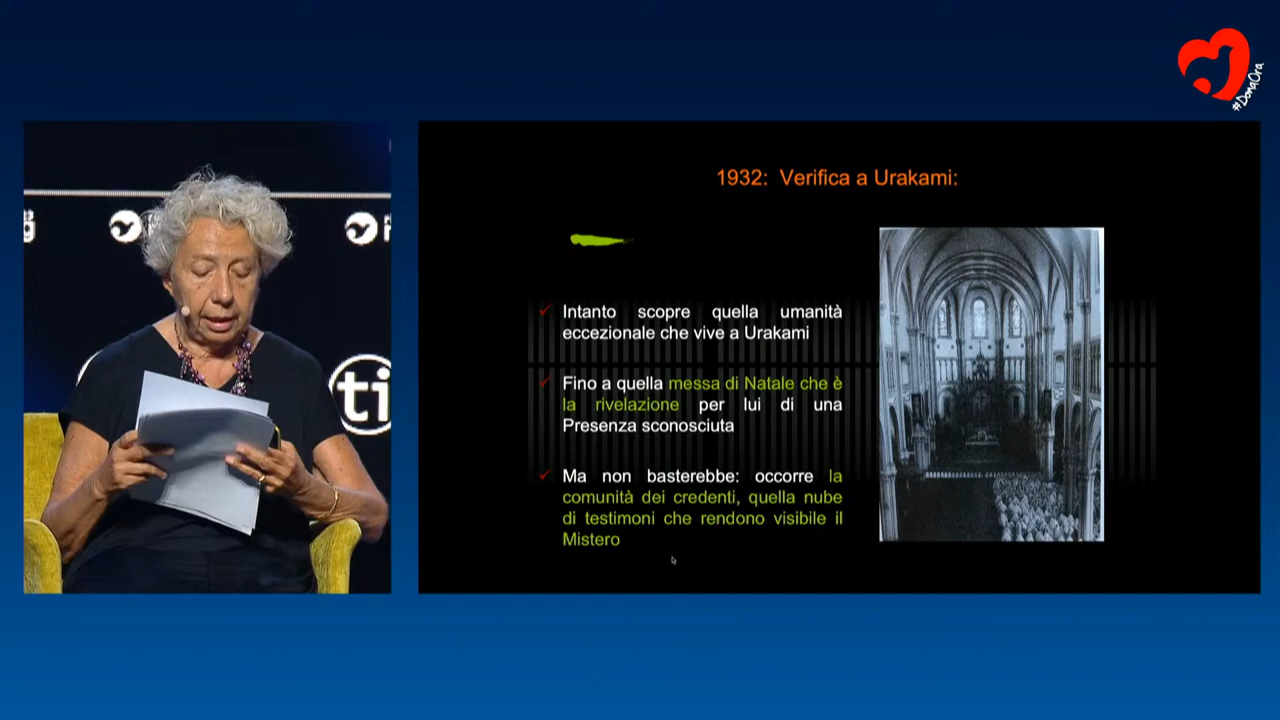 #DonaOra
1932: Verifica a Urakami:
Intanto scopre quella umanità
eccezionale che vive a Urakami
Fino a quella messa di Natale che è
la rivelazione per lui di una
Presenza sconosciuta
Ma non basterebbe: occorre la
comunità dei credenti, quella nube
di testimoni che rendono visibile il
Mistero
ti